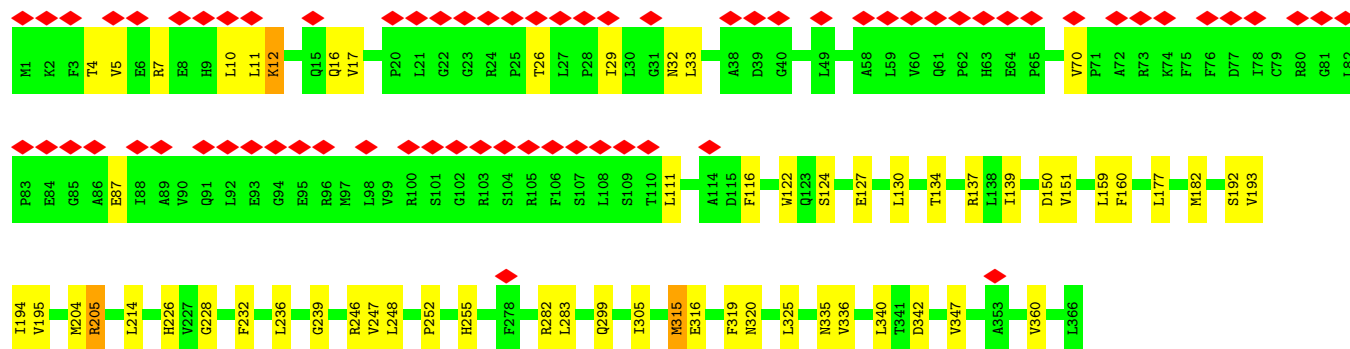 M1 K2 F3 T4 V5 E6 R7 E8 H9 L10 L11 K12 Q15 Q16 V17 P20 L21 G22 G23 R24 P25 T26 L27 P28 I29 L30 G31 N32 L33 A38 D39 G40 L49 A58 L59 V60 Q61 P62 H63 E64 P65 V70 P71 A72 R73 K74 F75 F76 D77 I78 C79 R80 G81 L82
P83 E84 G85 A86 E87 I88 A89 V90 Q91 L92 E93 G94 E95 R96 M97 L98 V99 R100 S101 G102 R103 S104 R105 F106 S107 L108 S109 T110 L111 A114 D115 F116 W122 Q123 S124 E127 L130 T134 R137 L138 I139 D150 V151 L159 F160 L177 M182 S192 V193
I194 V195 M204 R205 L214 H226 V227 G228 F232 L236 G239 R246 V247 L248 P252 H255 F278 R282 L283 Q299 I305 M315 E316 F319 N320 L325 N335 V336 L340 T341 D342 V347 A353 V360 L366